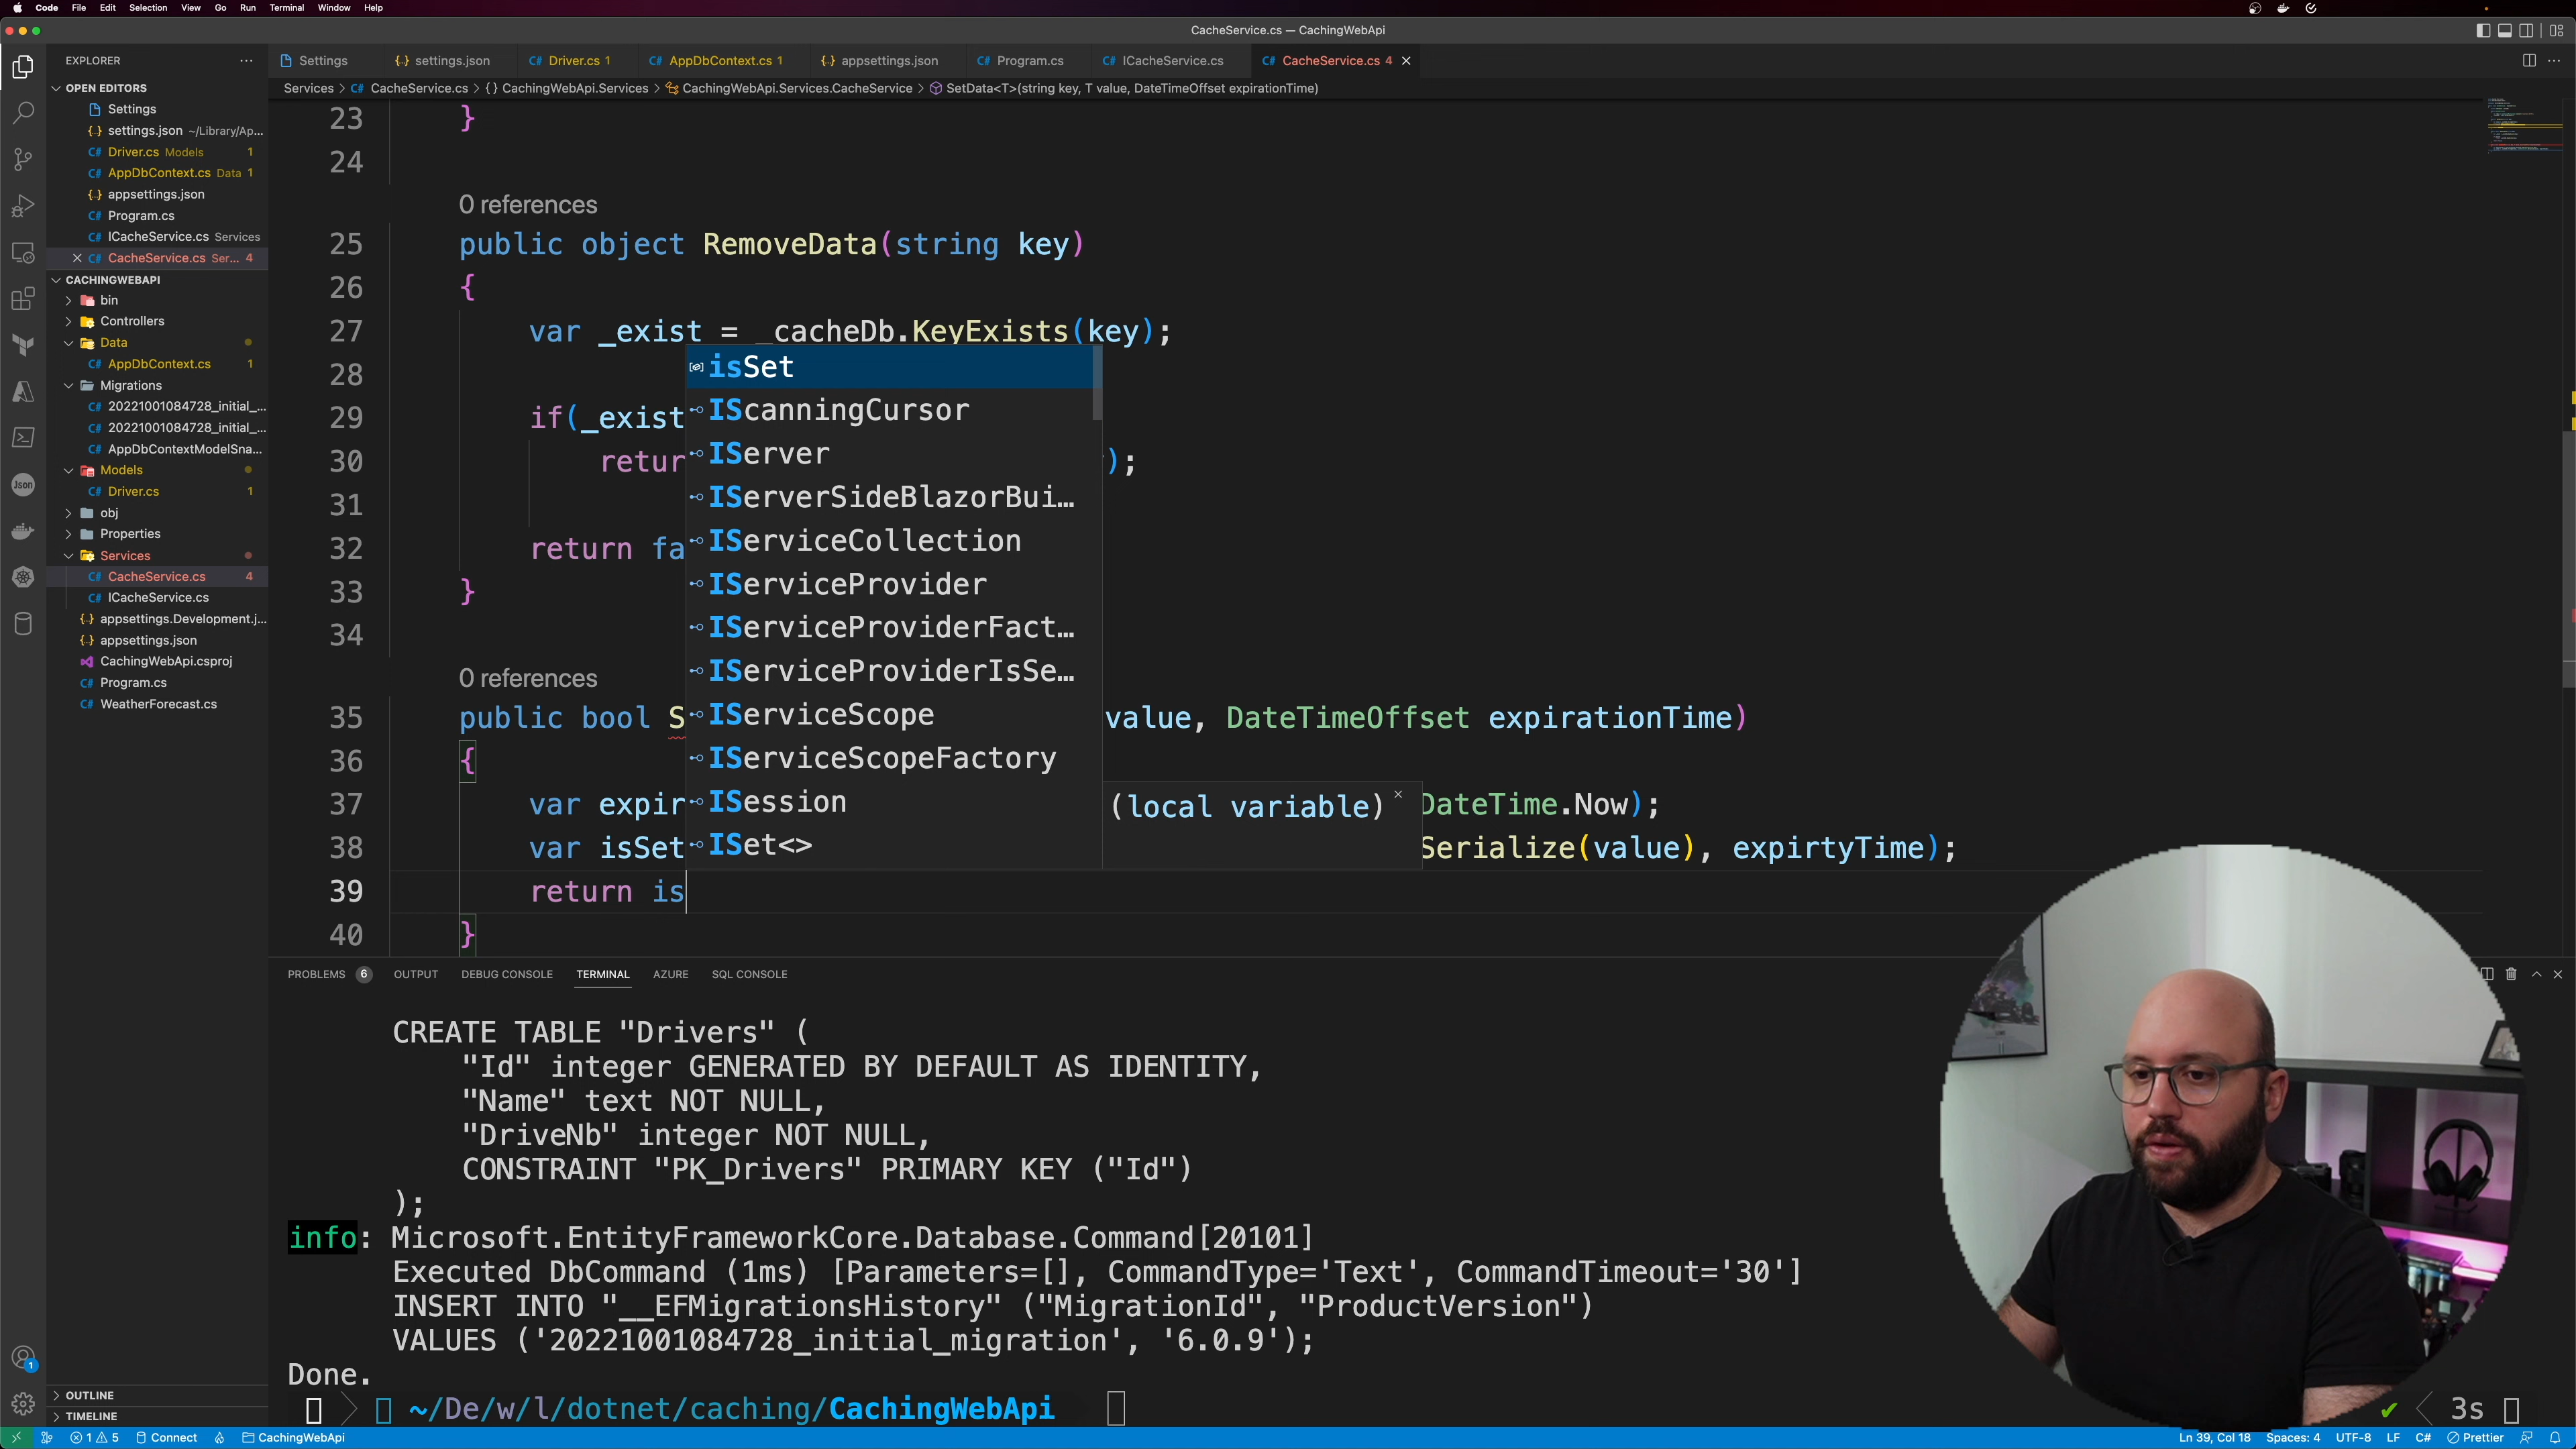 Code File Edit Selection View Go Run Terminal Window Help
CacheService.cs — CachingWebApi
EXPLORER
OPEN EDITORS
Settings
settings.json ~/Library/Ap...
Driver.cs Models 1
AppDbContext.cs Data 1
appsettings.json
Program.cs
ICacheService.cs Services
CacheService.cs Ser... 4
CACHINGWEBAPI
bin
Controllers
Data
AppDbContext.cs 1
Migrations
20221001084728_initial_...
20221001084728_initial_...
AppDbContextModelSna...
Models
Driver.cs 1
obj
Properties
Services
CacheService.cs 4
ICacheService.cs
appsettings.Development.j...
appsettings.json
CachingWebApi.csproj
Program.cs
WeatherForecast.cs
OUTLINE
TIMELINE
Json
1
Settings settings.json Driver.cs 1 AppDbContext.cs 1 appsettings.json Program.cs ICacheService.cs CacheService.cs 4
Services > CacheService.cs > {} CachingWebApi.Services > CachingWebApi.Services.CacheService > SetData<T>(string key, T value, DateTimeOffset expirationTime)
23 }
24
0 references
25 public object RemoveData(string key)
26 {
27 var _exist = _cacheDb.KeyExists(key);
28
29 if(_exist
30 retur );
31
32 return fa
33 }
34
0 references
35 public bool S value, DateTimeOffset expirationTime)
36 {
37 var expir DateTime.Now);
38 var isSet Serialize(value), expirtyTime);
39 return is
40 }
isSet
IScanningCursor
IServer
IServerSideBlazorBui...
IServiceCollection
IServiceProvider
IServiceProviderFact...
IServiceProviderIsSe...
IServiceScope
IServiceScopeFactory
ISession
ISet<>
(local variable)
PROBLEMS 6 OUTPUT DEBUG CONSOLE TERMINAL AZURE SQL CONSOLE
CREATE TABLE "Drivers" (
"Id" integer GENERATED BY DEFAULT AS IDENTITY,
"Name" text NOT NULL,
"DriveNb" integer NOT NULL,
CONSTRAINT "PK_Drivers" PRIMARY KEY ("Id")
);
info: Microsoft.EntityFrameworkCore.Database.Command[20101]
Executed DbCommand (1ms) [Parameters=[], CommandType='Text', CommandTimeout='30']
INSERT INTO "__EFMigrationsHistory" ("MigrationId", "ProductVersion")
VALUES ('20221001084728_initial_migration', '6.0.9');
Done.
~/De/w/l/dotnet/caching/CachingWebApi 3s
1 5 Connect CachingWebApi Ln 39, Col 18 Spaces: 4 UTF-8 LF C# Prettier